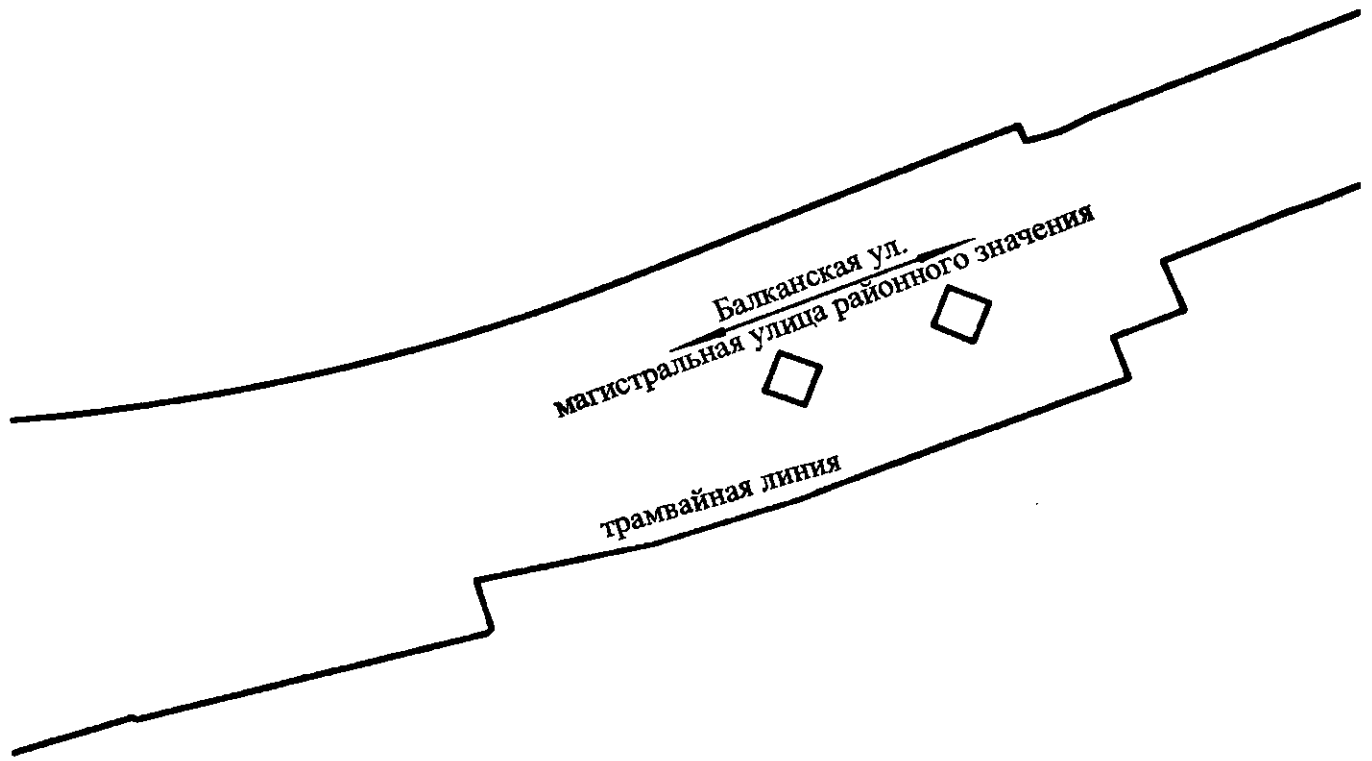 Балканская ул.
магистральная улица районного значения
трамвайная линия